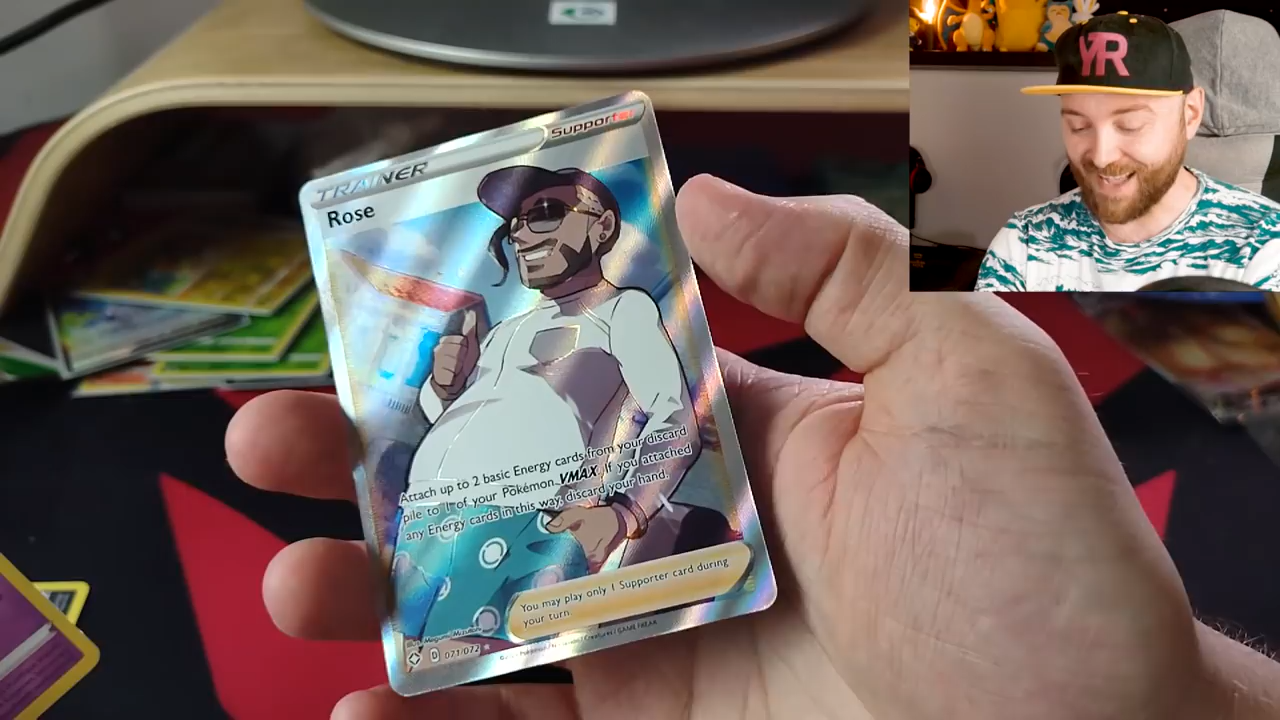 YR
TRAINER
Supporter
Rose
Attach up to 2 basic Energy cards from your discard
pile to 1 of your Pokémon VMAX. If you attached
any Energy cards in this way, discard your hand.
You may play only 1 Supporter card during
your turn.
D 071/072